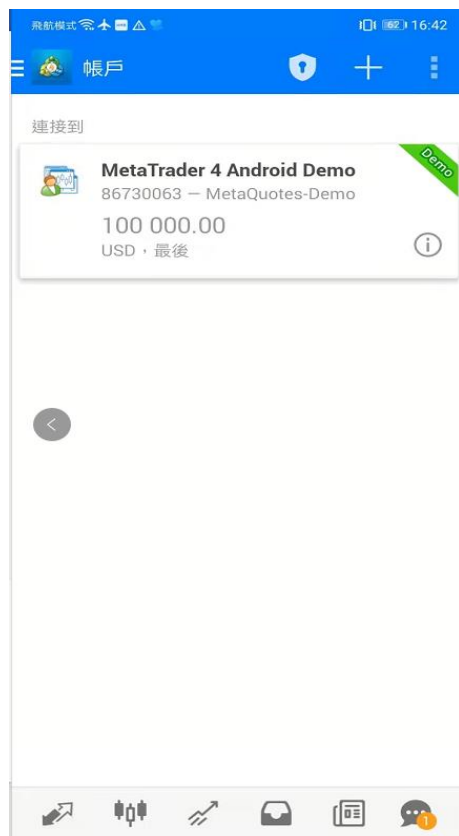 飛航模式 62 16:42
帳戶
連接到
MetaTrader 4 Android Demo
Demo
86730063 — MetaQuotes-Demo
100 000.00
USD，最後
1